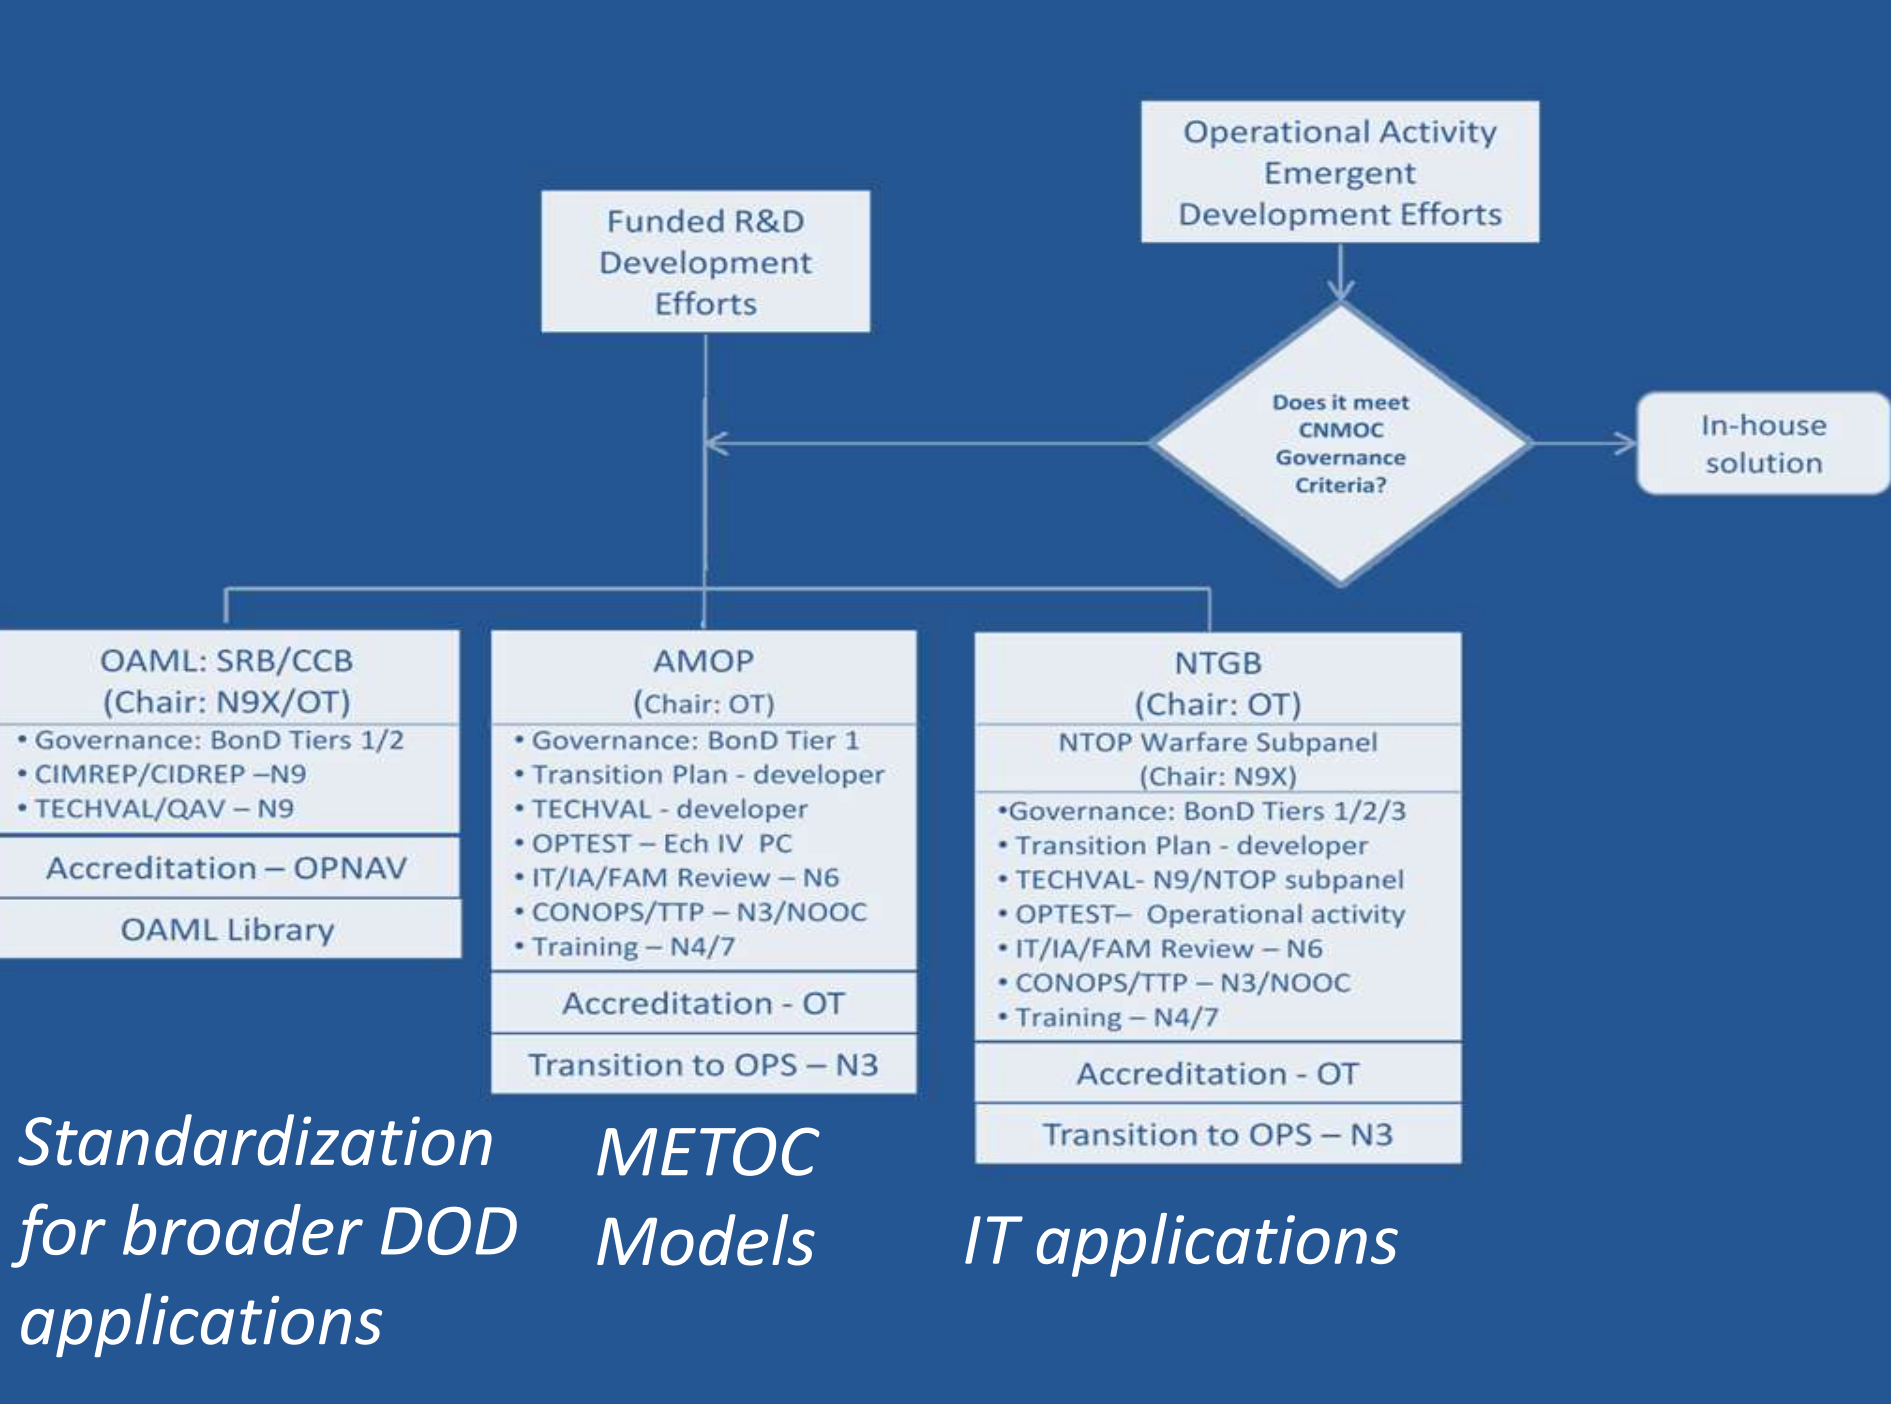 Operational Activity
Emergent
Development Efforts
Funded R&D
Development
Efforts
Does it meet
CNMOC
Governance
Criteria?
In-house
solution
OAML: SRB/CCB
(Chair: N9X/OT)
• Governance: BonD Tiers 1/2
• CIMREP/CIDREP –N9
• TECHVAL/QAV – N9
Accreditation – OPNAV
OAML Library
AMOP
(Chair: OT)
• Governance: BonD Tier 1
• Transition Plan - developer
• TECHVAL - developer
• OPTEST – Ech IV PC
• IT/IA/FAM Review – N6
• CONOPS/TTP – N3/NOOC
• Training – N4/7
Accreditation - OT
Transition to OPS – N3
NTGB
(Chair: OT)
NTOP Warfare Subpanel
(Chair: N9X)
•Governance: BonD Tiers 1/2/3
• Transition Plan - developer
• TECHVAL- N9/NTOP subpanel
• OPTEST– Operational activity
• IT/IA/FAM Review – N6
• CONOPS/TTP – N3/NOOC
• Training – N4/7
Accreditation - OT
Transition to OPS – N3
Standardization
for broader DOD
applications
METOC
Models
IT applications